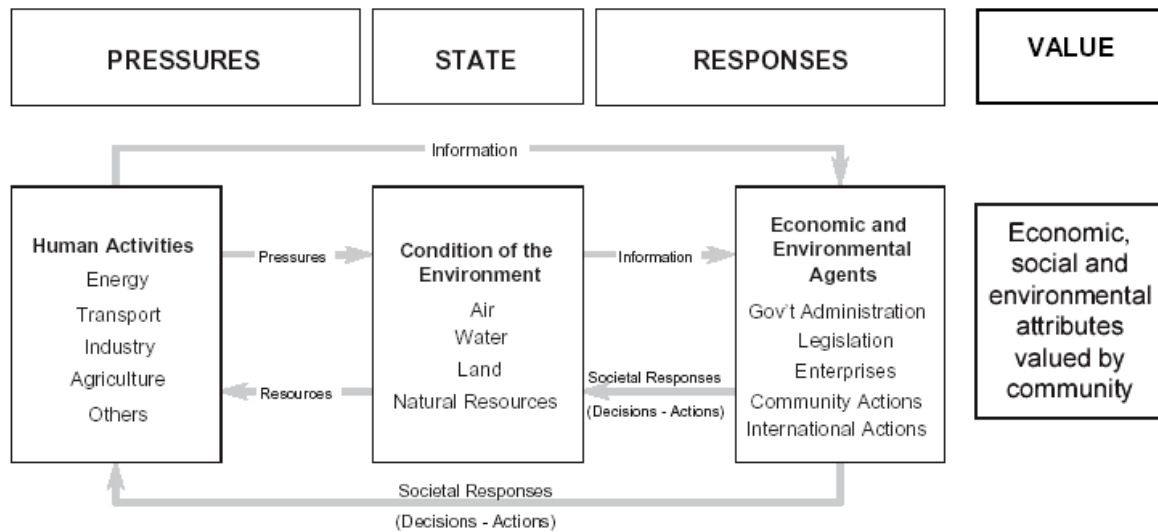 PRESSURES
STATE
RESPONSES
VALUE
Information
Human Activities
Energy
Transport
Industry
Agriculture
Others
Pressures
Resources
Condition of the
Environment
Air
Water
Land
Natural Resources
Information
Societal Responses
(Decisions - Actions)
Economic and
Environmental
Agents
Gov't Administration
Legislation
Enterprises
Community Actions
International Actions
Economic,
social and
environmental
attributes
valued by
community
Societal Responses
(Decisions - Actions)